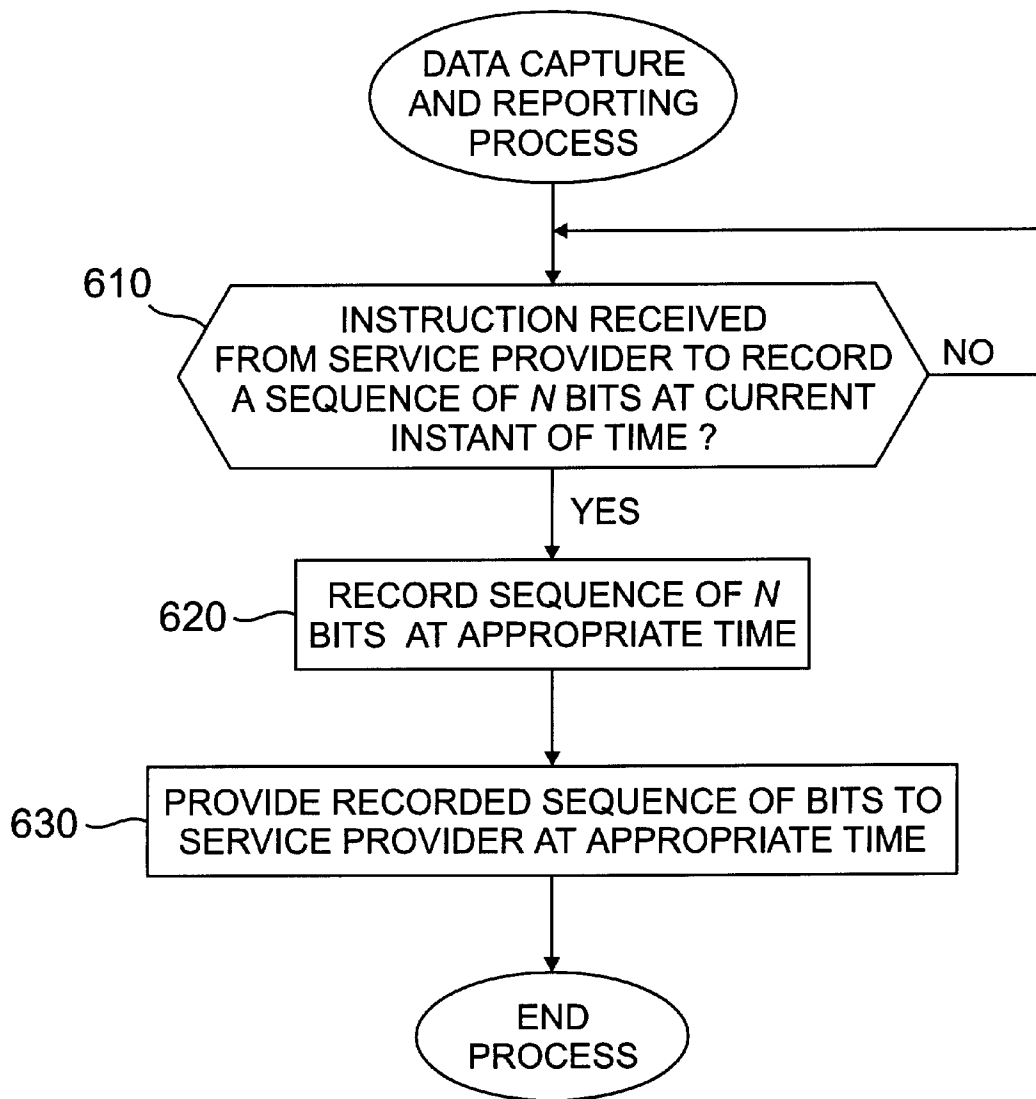 DATA CAPTURE
AND REPORTING
PROCESS
610
INSTRUCTION RECEIVED
FROM SERVICE PROVIDER TO RECORD
A SEQUENCE OF N BITS AT CURRENT
INSTANT OF TIME ?
NO
YES
620
RECORD SEQUENCE OF N
BITS AT APPROPRIATE TIME
630
PROVIDE RECORDED SEQUENCE OF BITS TO
SERVICE PROVIDER AT APPROPRIATE TIME
END
PROCESS